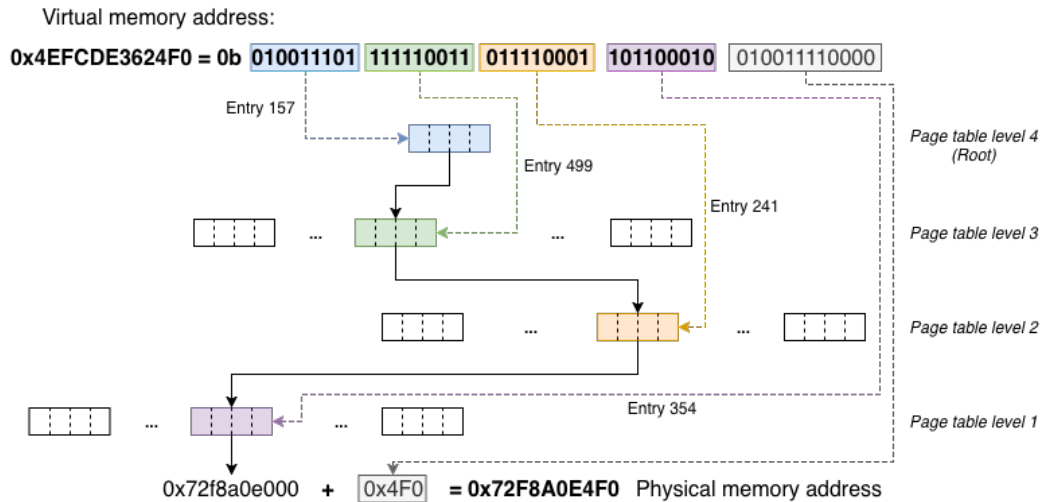 Virtual memory address:
0x4EFCDE3624F0 = 0b 010011101 111110011 011110001 101100010 010011110000
Entry 157
Page table level 4
(Root)
Entry 499
Entry 241
... ... Page table level 3
... ... Page table level 2
... ... Page table level 1
Entry 354
0x72f8a0e000 + 0x4F0 = 0x72F8A0E4F0 Physical memory address